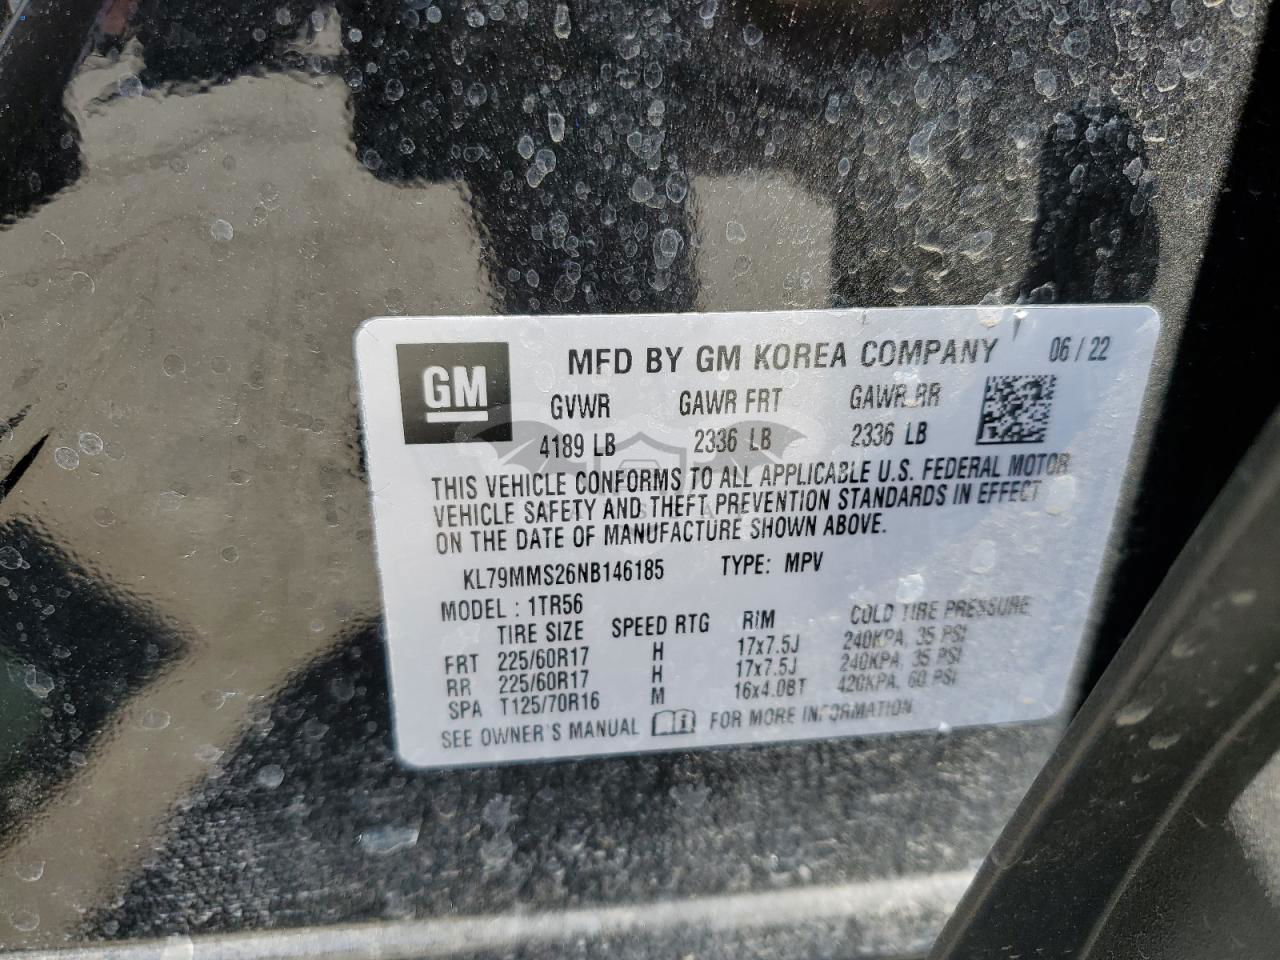 GM
MFD BY GM KOREA COMPANY 06 / 22
GVWR GAWR FRT GAWR RR
4189 LB 2336 LB 2336 LB
THIS VEHICLE CONFORMS TO ALL APPLICABLE U.S. FEDERAL MOTOR
VEHICLE SAFETY AND THEFT PREVENTION STANDARDS IN EFFECT
ON THE DATE OF MANUFACTURE SHOWN ABOVE.
KL79MMS26NB146185 TYPE: MPV
MODEL : 1TR56
TIRE SIZE SPEED RTG RIM COLD TIRE PRESSURE
FRT 225/60R17 H 17x7.5J 240KPA, 35 PSI
RR 225/60R17 H 17x7.5J 240KPA, 35 PSI
SPA T125/70R16 M 16x4.0BT 420KPA, 60 PSI
SEE OWNER'S MANUAL FOR MORE INFORMATION